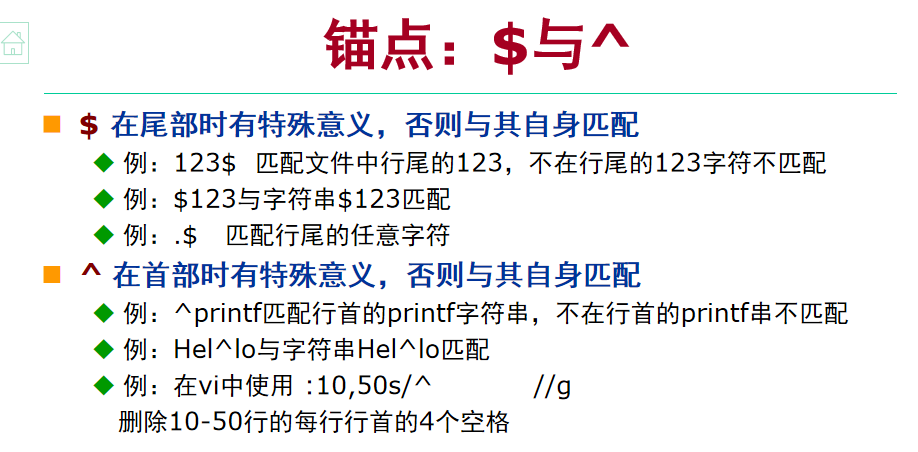 锚点：$与^
$ 在尾部时有特殊意义，否则与其自身匹配
例：123$ 匹配文件中行尾的123，不在行尾的123字符不匹配
例：$123与字符串$123匹配
例：.$ 匹配行尾的任意字符
^ 在首部时有特殊意义，否则与其自身匹配
例：^printf匹配行首的printf字符串，不在行首的printf串不匹配
例：Hel^lo与字符串Hel^lo匹配
例：在vi中使用 :10,50s/^    //g
删除10-50行的每行行首的4个空格